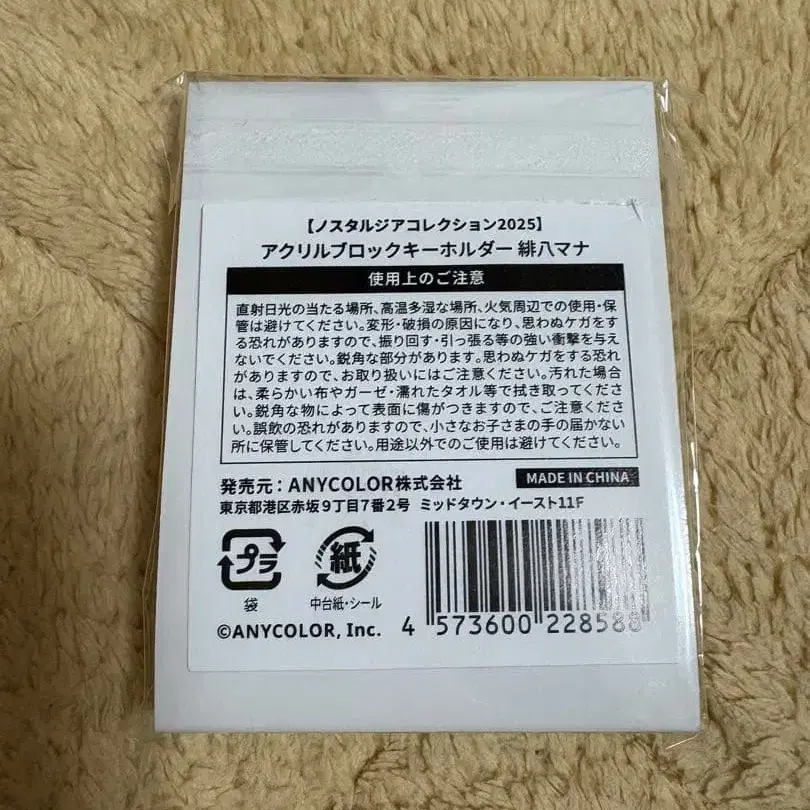 【ノスタルジアコレクション2025】
アクリルブロックキーホルダー 緋八マナ
使用上のご注意
直射日光の当たる場所、高温多湿な場所、火気周辺での使用・保
管は避けてください。変形・破損の原因になり、思わぬケガをす
る恐れがありますので、振り回す・引っ張る等の強い衝撃を与え
ないでください。鋭角な部分があります。思わぬケガをする恐れ
がありますので、お取り扱いにはご注意ください。汚れた場合
は、柔らかい布やガーゼ・濡れたタオル等で拭き取ってくださ
い。鋭角な物によって表面に傷がつきますので、ご注意くださ
い。誤飲の恐れがありますので、小さなお子さまの手の届かない
所に保管してください。用途以外でのご使用は避けてください。
発売元:ANYCOLOR株式会社
MADE IN CHINA
東京都港区赤坂9丁目7番2号 ミッドタウン・イースト11F
プラ
袋
紙
中台紙・シール
©ANYCOLOR, Inc.
4 573600 228588